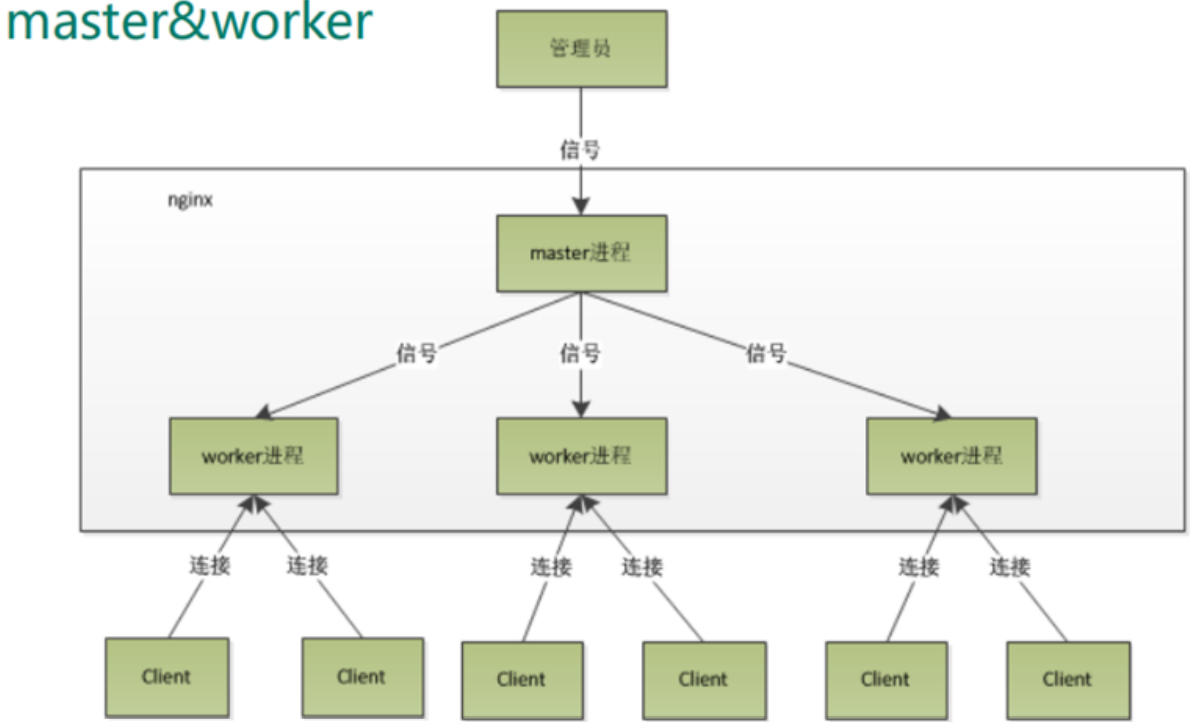 master&worker
管理员
信号
nginx
master进程
信号
信号
信号
worker进程
worker进程
worker进程
连接
连接
连接
连接
连接
连接
Client
Client
Client
Client
Client
Client